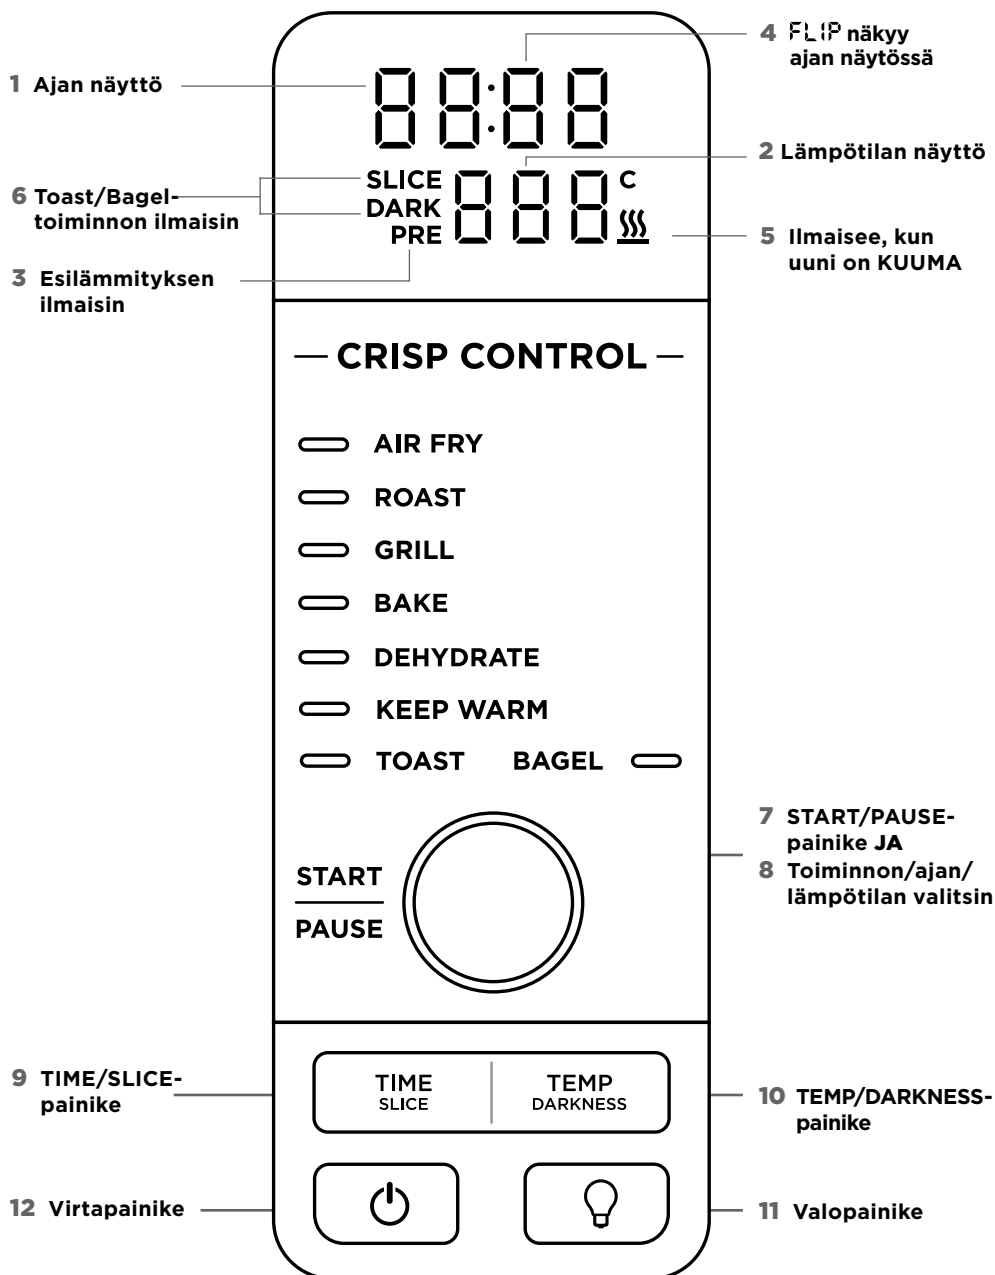 4 FLIP näkyy
ajan näytössä
1 Ajan näyttö
88:88
2 Lämpötilan näyttö
SLICE
DARK
PRE
888
C
6 Toast/Bagel-
toiminnon ilmaisin
5 Ilmaisee, kun
uuni on KUUMA
3 Esilämmityksen
ilmaisin
CRISP CONTROL
AIR FRY
ROAST
GRILL
BAKE
DEHYDRATE
KEEP WARM
TOAST BAGEL
START
PAUSE
7 START/PAUSE-
painike JA
8 Toiminnon/ajan/
lämpötilan valitsin
9 TIME/SLICE-
painike
TIME
SLICE
TEMP
DARKNESS
10 TEMP/DARKNESS-
painike
12 Virtapainike
11 Valopainike